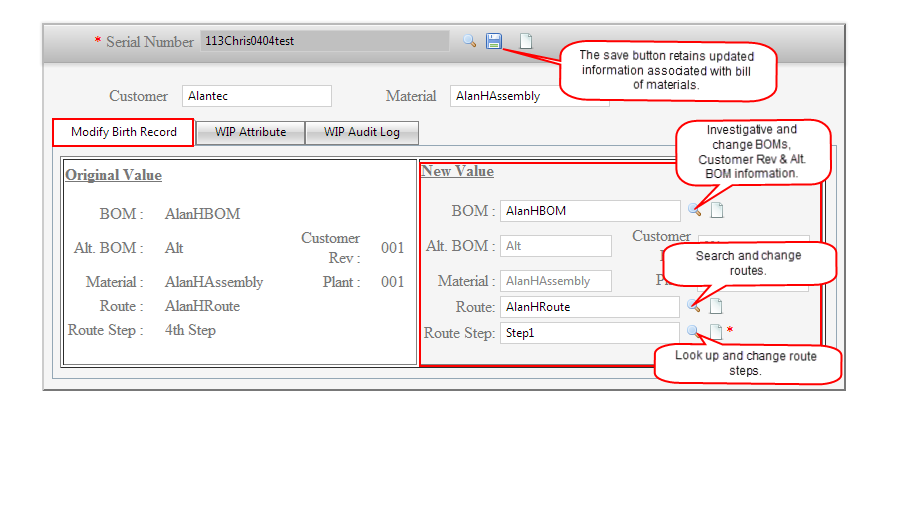 * Serial Number 113Chris0404test
The save button retains updated
information associated with bill
of materials.
Customer Alantec Material AlanHAssembly
Modify Birth Record WIP Attribute WIP Audit Log
Investigative and
change BOMs,
Customer Rev & Alt.
BOM information.
Original Value
BOM : AlanHBOM
Alt. BOM : Alt Customer
Rev : 001
Material : AlanHAssembly Plant : 001
Route : AlanHRoute
Route Step : 4th Step
New Value
BOM : AlanHBOM
Alt. BOM : Alt Customer
Material : AlanHAssembly
Route: AlanHRoute
Route Step: Step1 *
Search and change
routes.
Look up and change route
steps.